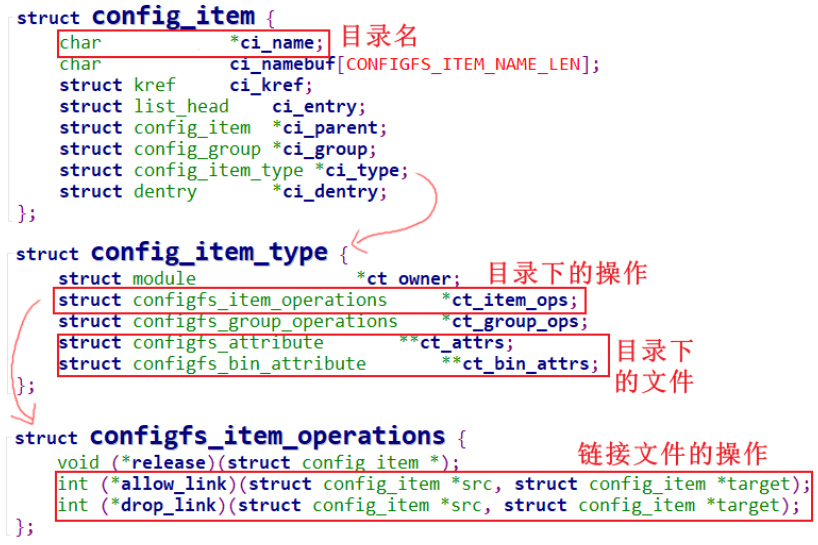 struct config_item {
char *ci_name; 目录名
char ci_namebuf[CONFIGFS_ITEM_NAME_LEN];
struct kref ci_kref;
struct list_head ci_entry;
struct config_item *ci_parent;
struct config_group *ci_group;
struct config_item_type *ci_type;
struct dentry *ci_dentry;
};
struct config_item_type {
struct module *ct_owner; 目录下的操作
struct configfs_item_operations *ct_item_ops;
struct configfs_group_operations *ct_group_ops;
struct configfs_attribute **ct_attrs; 目录下
struct configfs_bin_attribute **ct_bin_attrs; 的文件
};
struct configfs_item_operations {
void (*release)(struct config_item *); 链接文件的操作
int (*allow_link)(struct config_item *src, struct config_item *target);
int (*drop_link)(struct config_item *src, struct config_item *target);
};